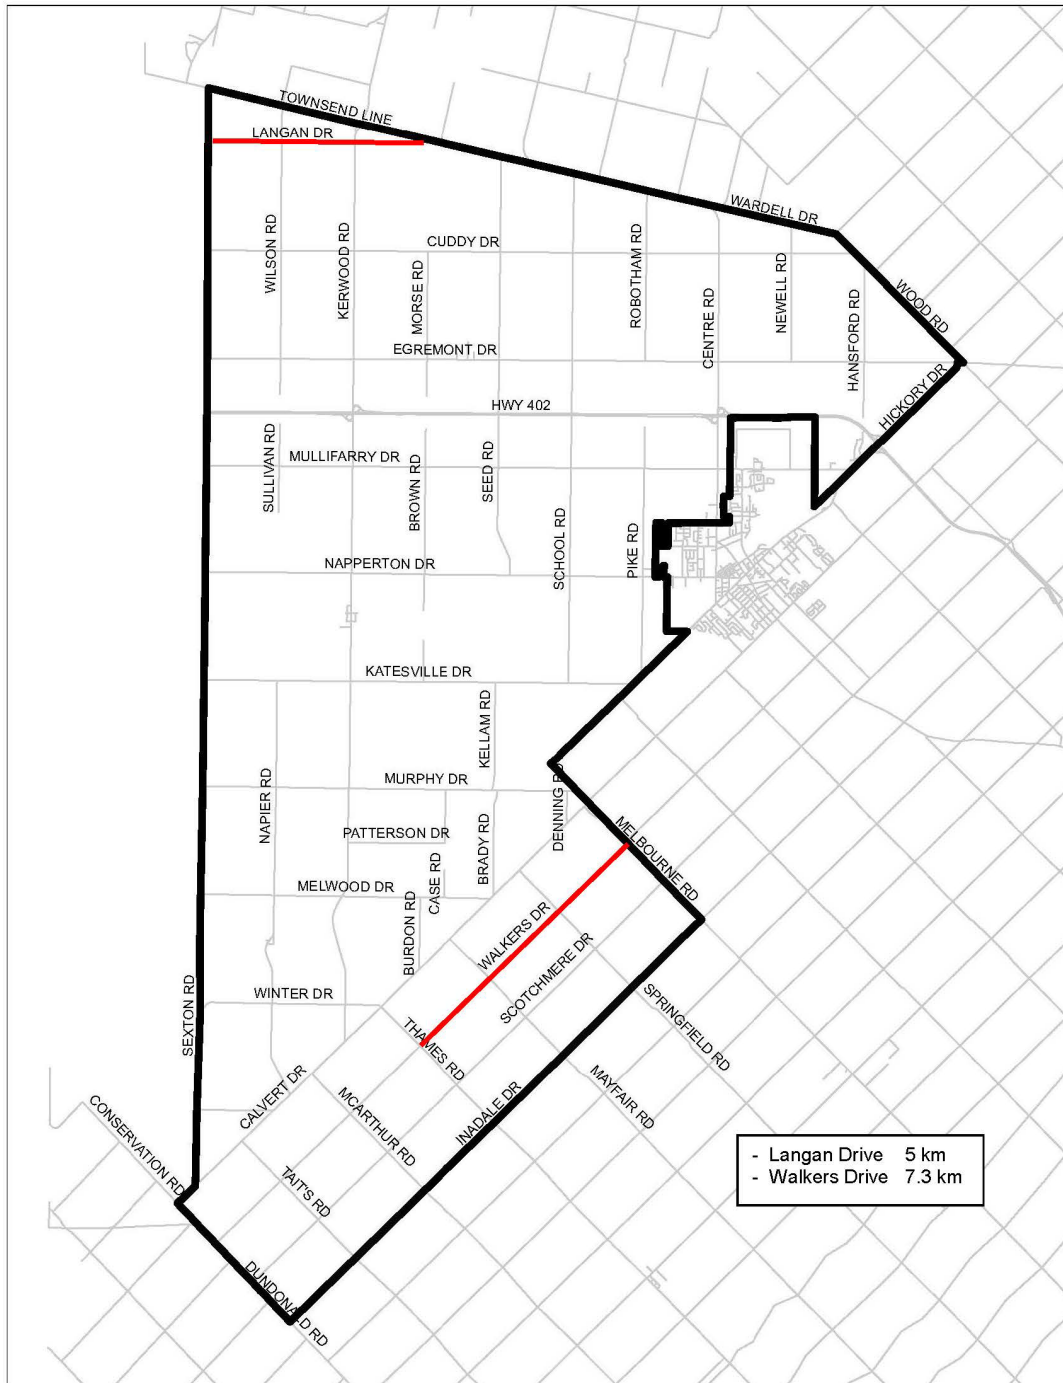 TOWNSEND LINE
LANGAN DR
WARDELL DR
WILSON RD
KERWOOD RD
MORSE RD
CUDDY DR
ROBOTHAM RD
CENTRE RD
NEWELL RD
HANSFORD RD
WOOD RD
EGREMONT DR
HICKORY DR
HWY 402
SULLIVAN RD
MULLIFARRY DR
BROWN RD
SEED RD
SCHOOL RD
PIKE RD
NAPPERTON DR
KATESVILLE DR
KELLAM RD
NAPIER RD
MURPHY DR
DENNING RD
PATTERSON DR
CASE RD
BRADY RD
MELBOURNE RD
MELWOOD DR
BURDON RD
WALKERS DR
SCOTCHMERE DR
SEXTON RD
WINTER DR
THAMES RD
SPRINGFIELD RD
CALVERT DR
MCARTHUR RD
INADALE DR
MAYFAIR RD
CONSERVATION RD
TAIT'S RD
DUNDONALD RD
- Langan Drive 5 km
- Walkers Drive 7.3 km